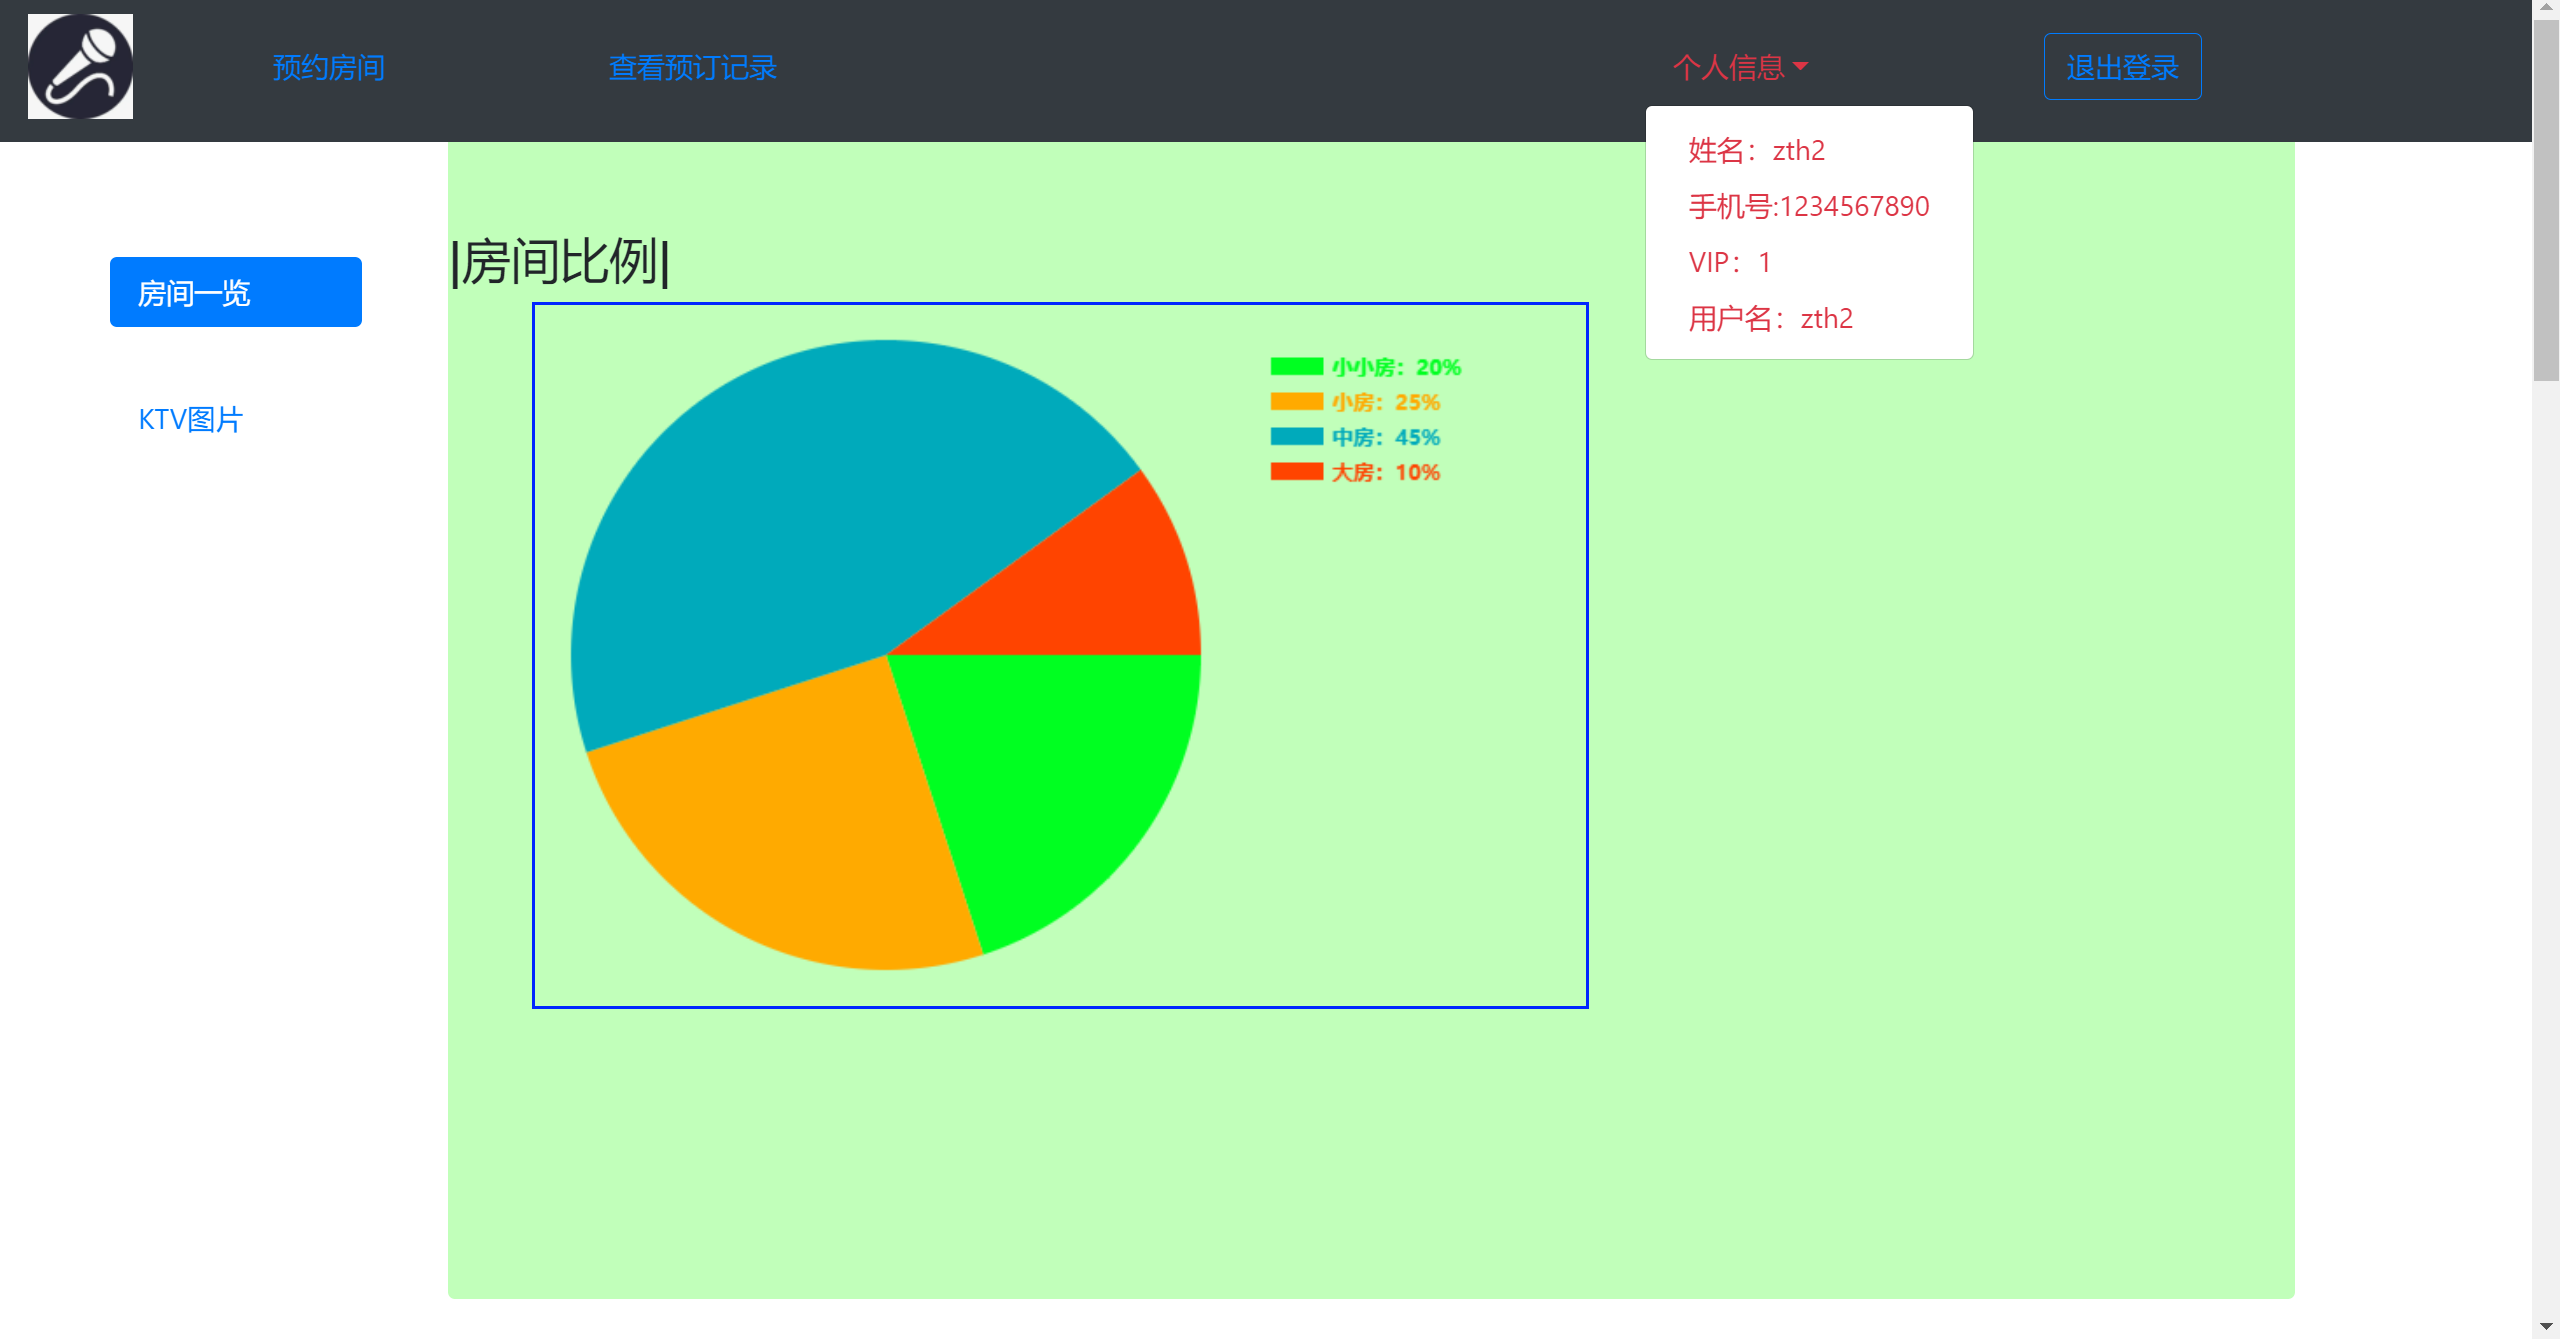 预约房间
查看预订记录
个人信息
退出登录
姓名：zth2
手机号:1234567890
VIP：1
用户名：zth2
房间一览
KTV图片
|房间比例|
小小房：20%
小房：25%
中房：45%
大房：10%